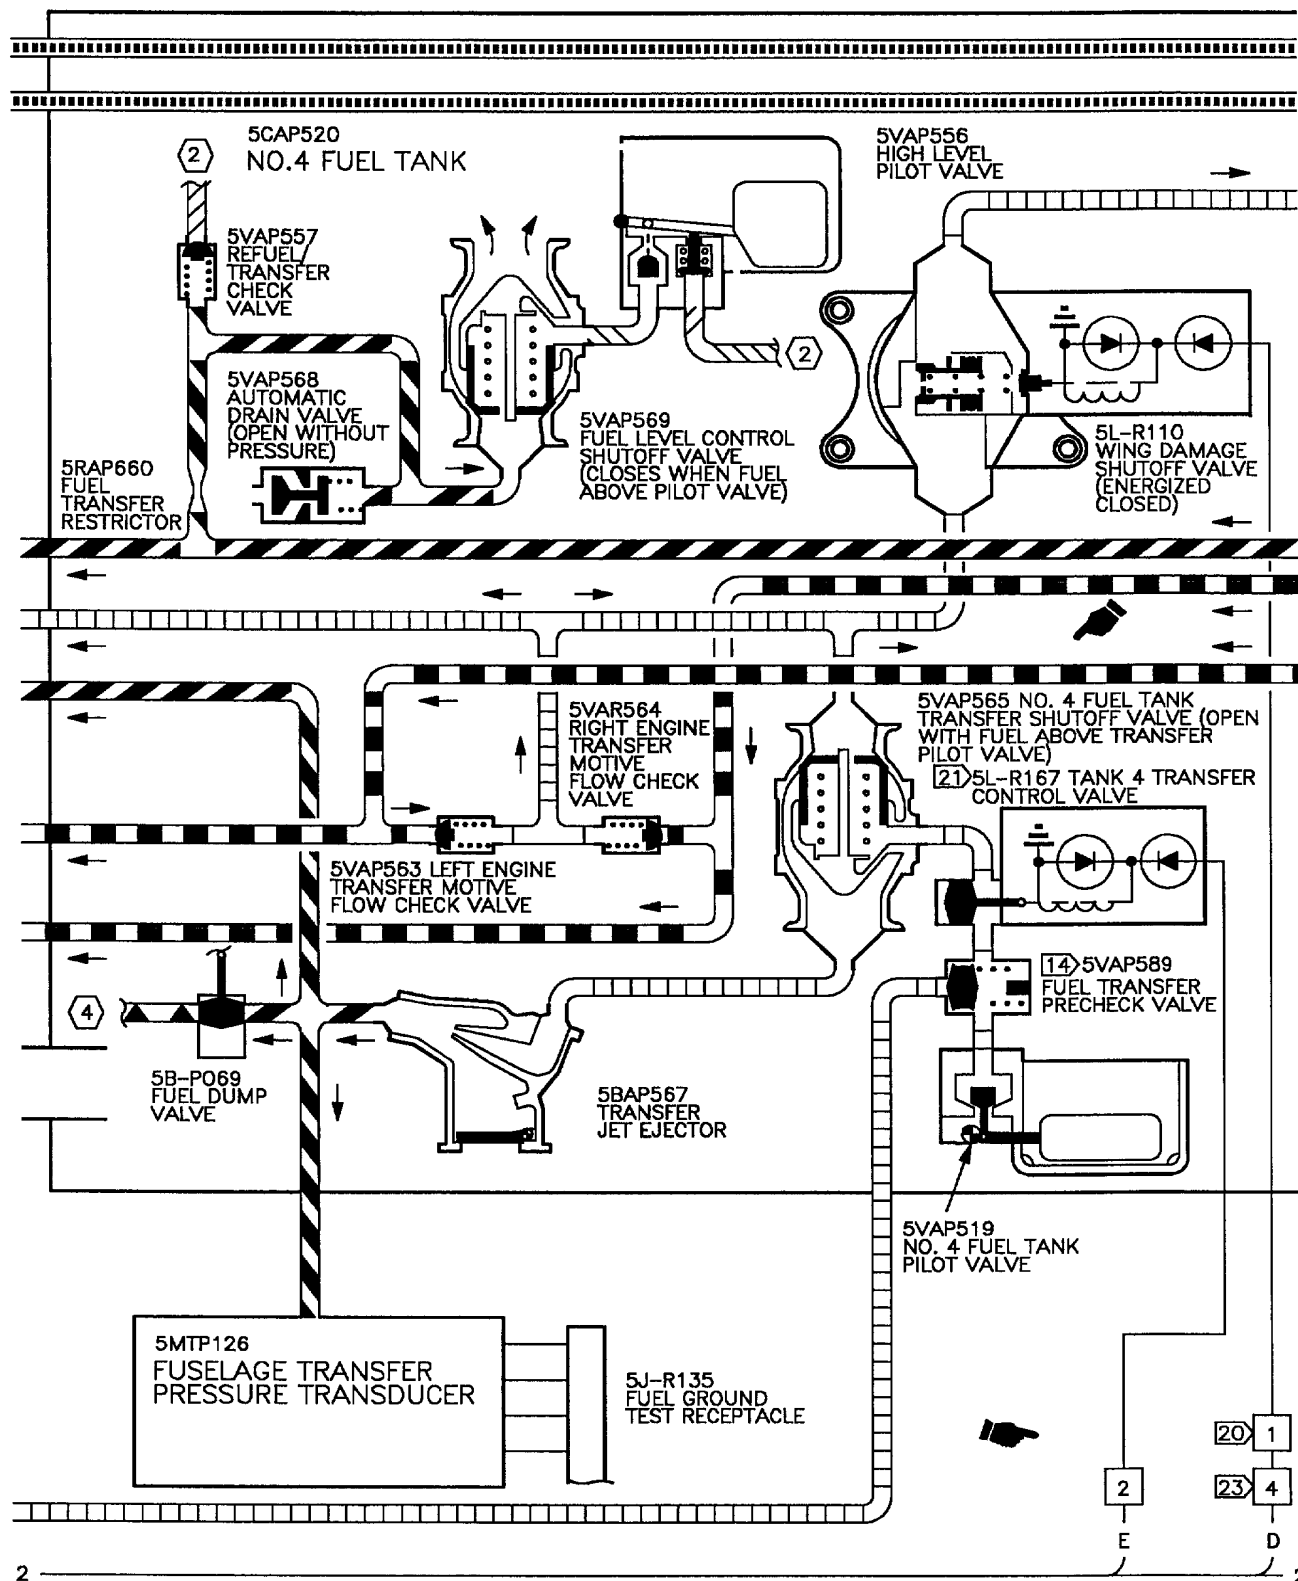 2
5CAP520
NO.4 FUEL TANK
5VAP556
HIGH LEVEL
PILOT VALVE
5VAP557
REFUEL/
TRANSFER
CHECK
VALVE
2
5VAP568
AUTOMATIC
DRAIN VALVE
(OPEN WITHOUT
PRESSURE)
5VAP569
FUEL LEVEL CONTROL
SHUTOFF VALVE
(CLOSES WHEN FUEL
ABOVE PILOT VALVE)
5L-R110
WING DAMAGE
SHUTOFF VALVE
(ENERGIZED
CLOSED)
5RAP660
FUEL
TRANSFER
RESTRICTOR
5VAR564
RIGHT ENGINE
TRANSFER
MOTIVE
FLOW CHECK
VALVE
5VAP565 NO. 4 FUEL TANK
TRANSFER SHUTOFF VALVE (OPEN
WITH FUEL ABOVE TRANSFER
PILOT VALVE)
21 5L-R167 TANK 4 TRANSFER
CONTROL VALVE
5VAP563 LEFT ENGINE
TRANSFER MOTIVE
FLOW CHECK VALVE
14 5VAP589
FUEL TRANSFER
PRECHECK VALVE
4
5B-P069
FUEL DUMP
VALVE
5BAP567
TRANSFER
JET EJECTOR
5VAP519
NO. 4 FUEL TANK
PILOT VALVE
5MTP126
FUSELAGE TRANSFER
PRESSURE TRANSDUCER
5J-R135
FUEL GROUND
TEST RECEPTACLE
20 1
2
23 4
E
D
2